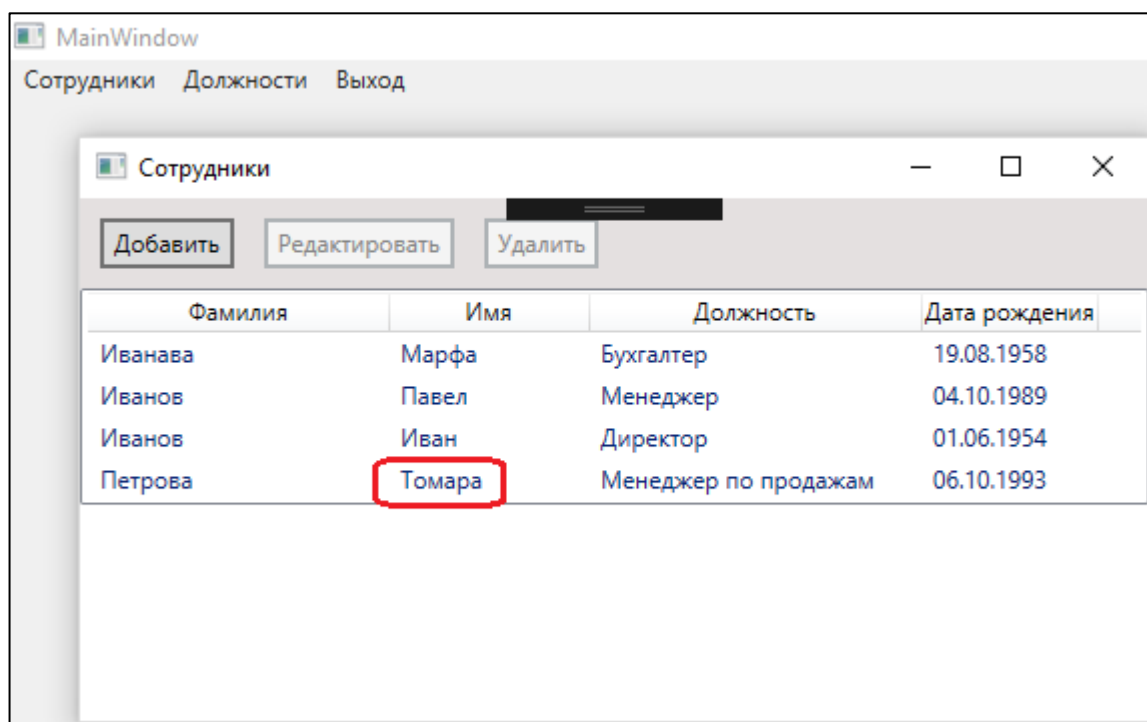 MainWindow
Сотрудники Должности Выход
Сотрудники
Добавить Редактировать Удалить
Фамилия Имя Должность Дата рождения
Иванава Марфа Бухгалтер 19.08.1958
Иванов Павел Менеджер 04.10.1989
Иванов Иван Директор 01.06.1954
Петрова Томара Менеджер по продажам 06.10.1993